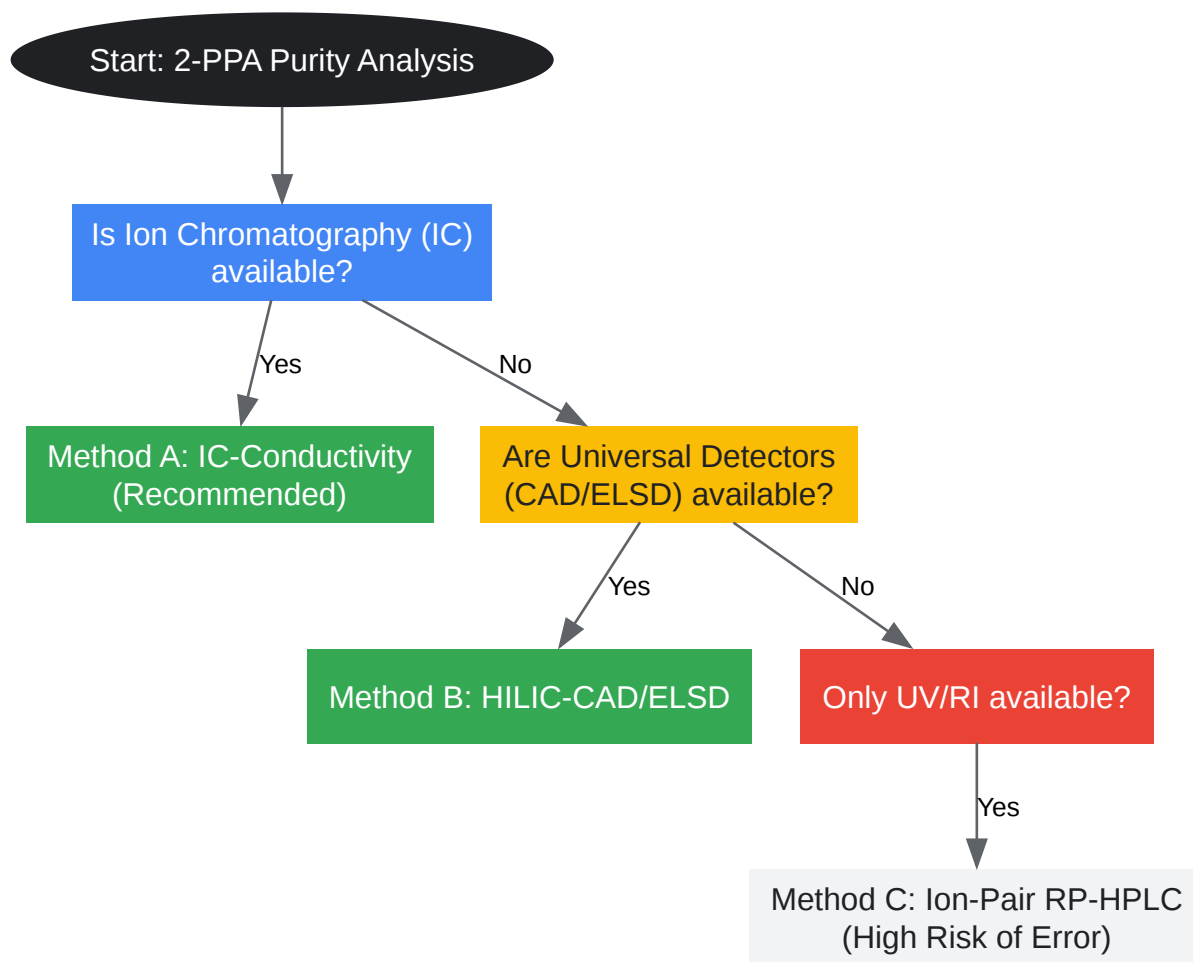 Start: 2-PPA Purity Analysis
Is Ion Chromatography (IC)
available?
Yes
No
Method A: IC-Conductivity
(Recommended)
Are Universal Detectors
(CAD/ELSD) available?
Yes
No
Method B: HILIC-CAD/ELSD
Only UV/RI available?
Yes
Method C: Ion-Pair RP-HPLC
(High Risk of Error)